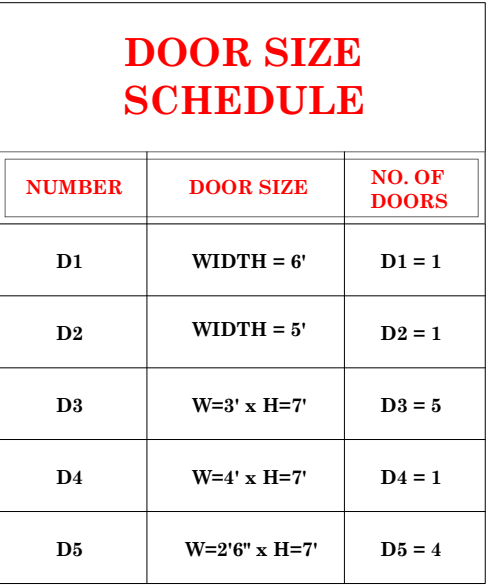 DOOR SIZE
SCHEDULE
NUMBER
DOOR SIZE
NO. OF
DOORS
D1
WIDTH = 6'
D1 = 1
D2
WIDTH = 5'
D2 = 1
D3
W=3' x H=7'
D3 = 5
D4
W=4' x H=7'
D4 = 1
D5
W=2'6" x H=7'
D5 = 4